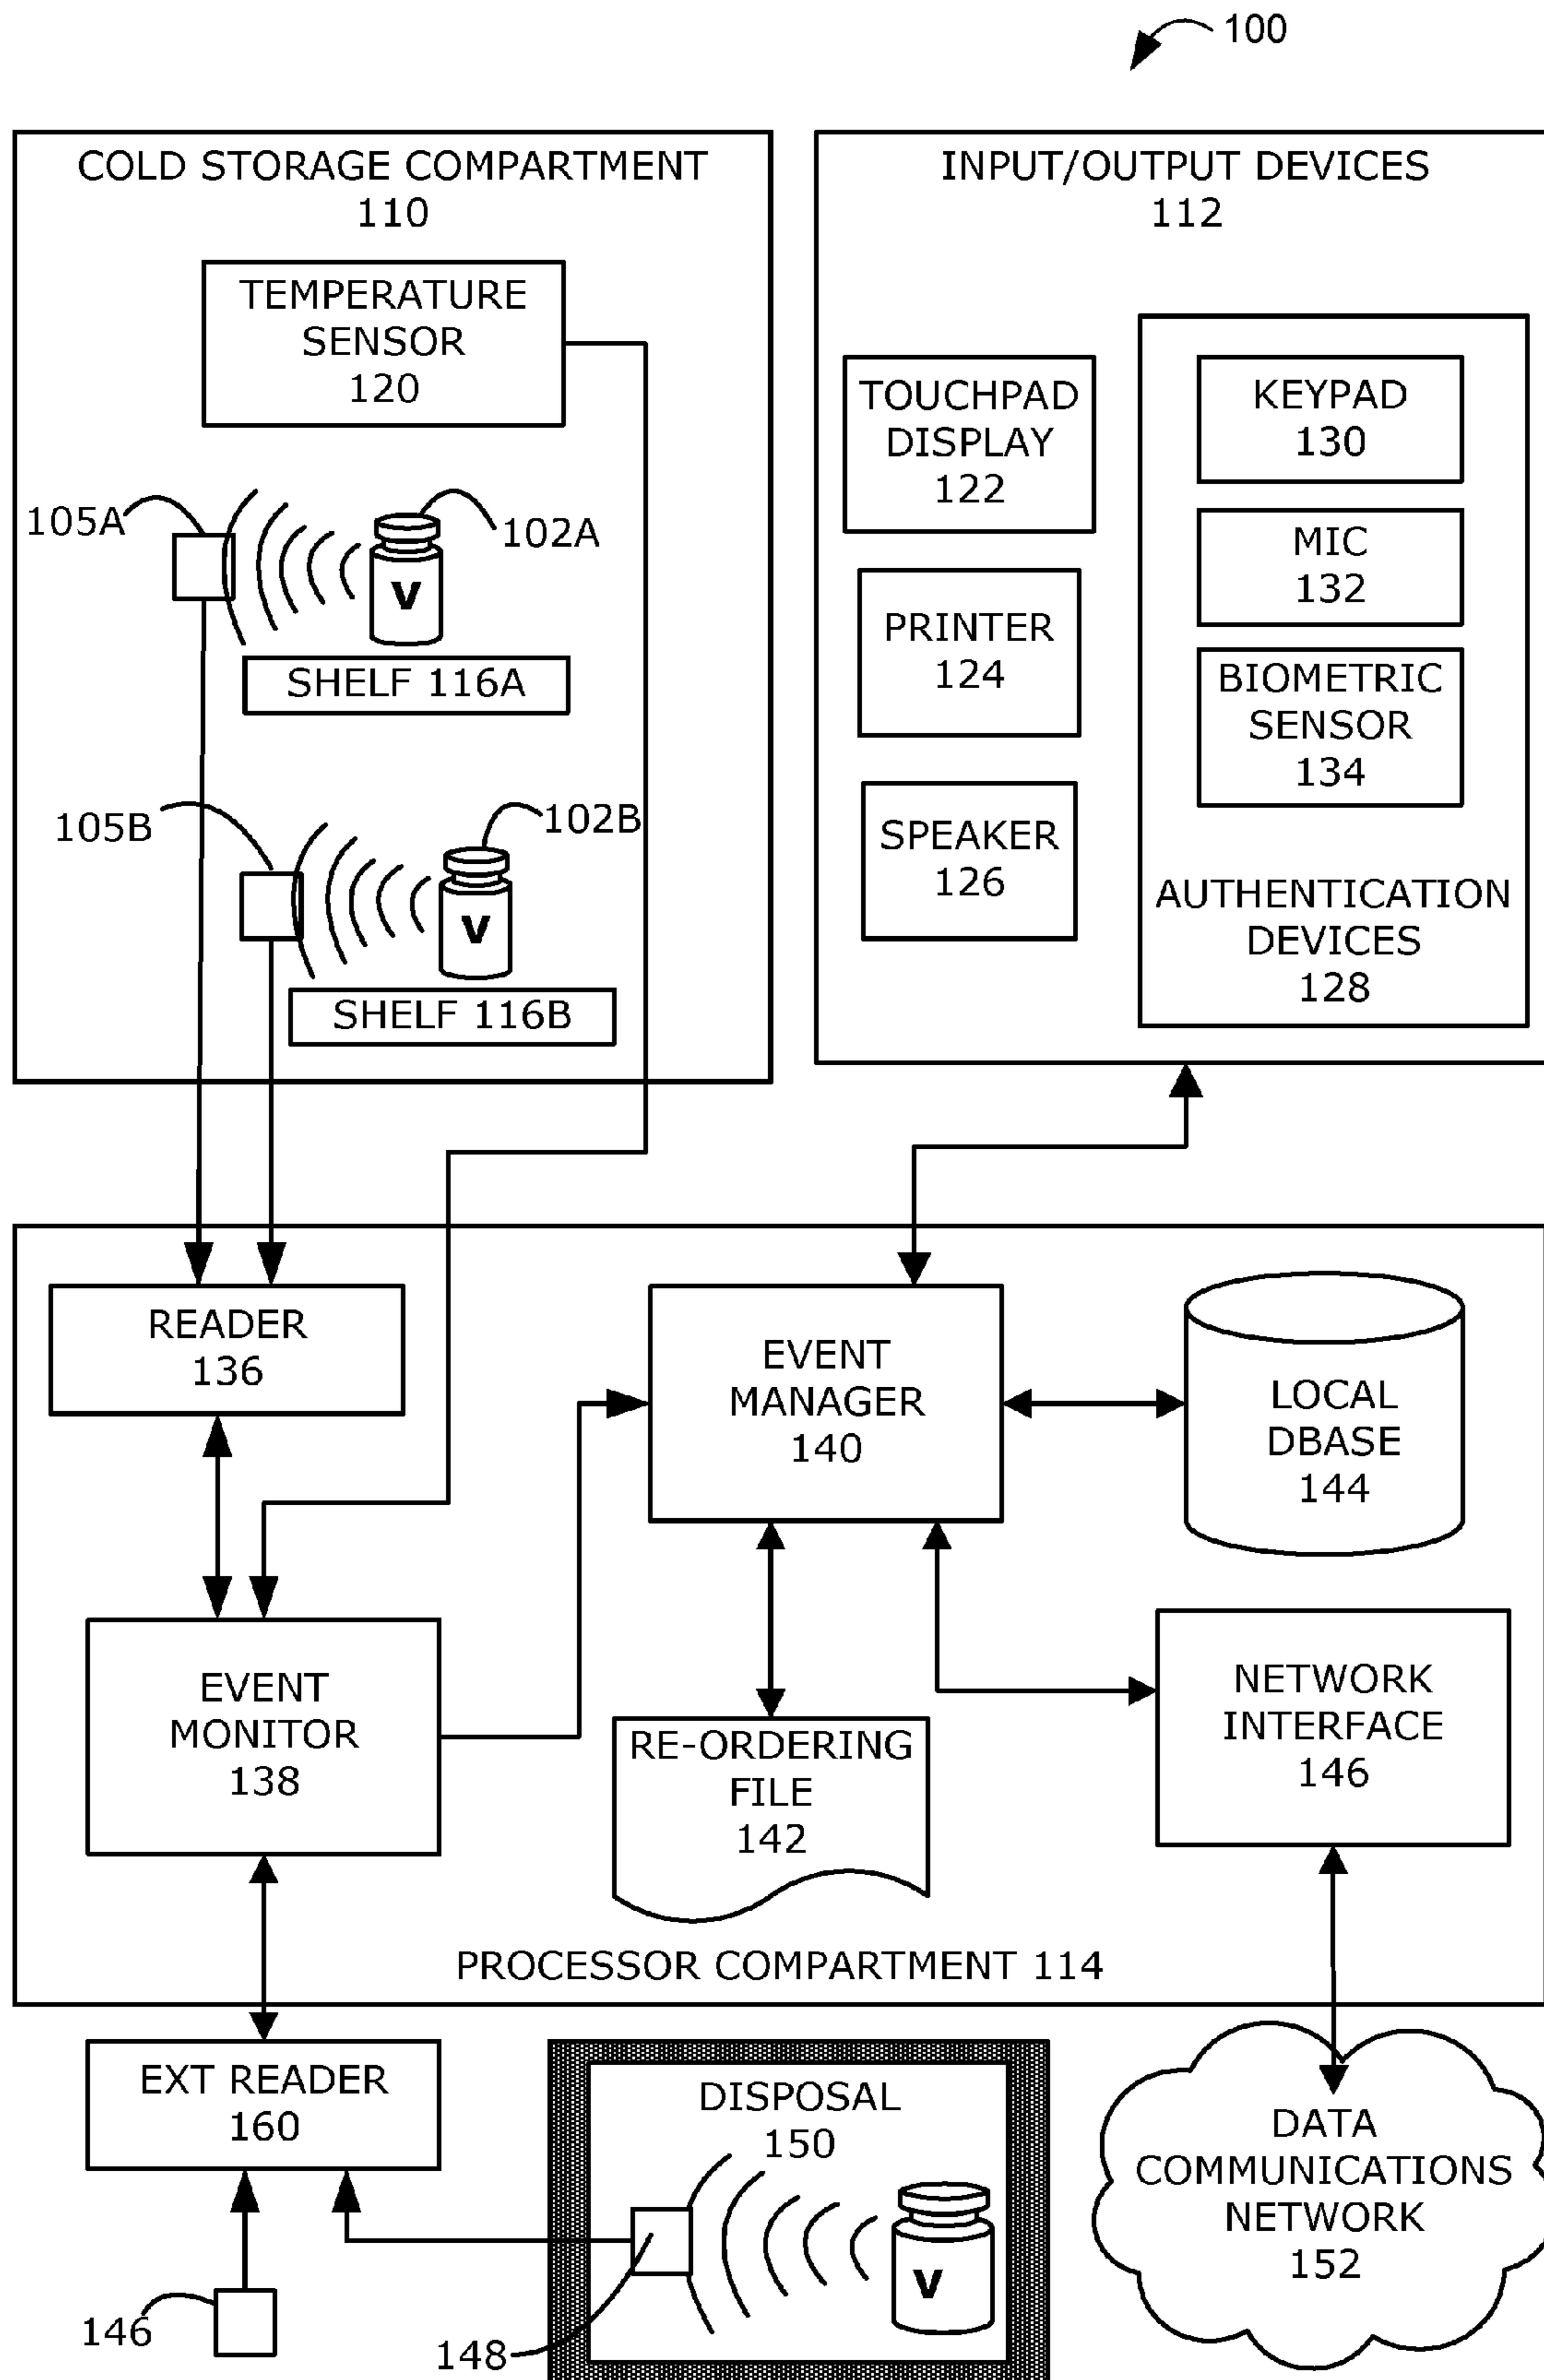 100
COLD STORAGE COMPARTMENT
110
TEMPERATURE
SENSOR
120
105A
102A
V
SHELF 116A
105B
102B
V
SHELF 116B
INPUT/OUTPUT DEVICES
112
TOUCHPAD
DISPLAY
122
PRINTER
124
SPEAKER
126
KEYPAD
130
MIC
132
BIOMETRIC
SENSOR
134
AUTHENTICATION
DEVICES
128
READER
136
EVENT
MANAGER
140
LOCAL
DBASE
144
EVENT
MONITOR
138
RE-ORDERING
FILE
142
NETWORK
INTERFACE
146
PROCESSOR COMPARTMENT 114
EXT READER
160
146
DISPOSAL
150
V
148
DATA
COMMUNICATIONS
NETWORK
152